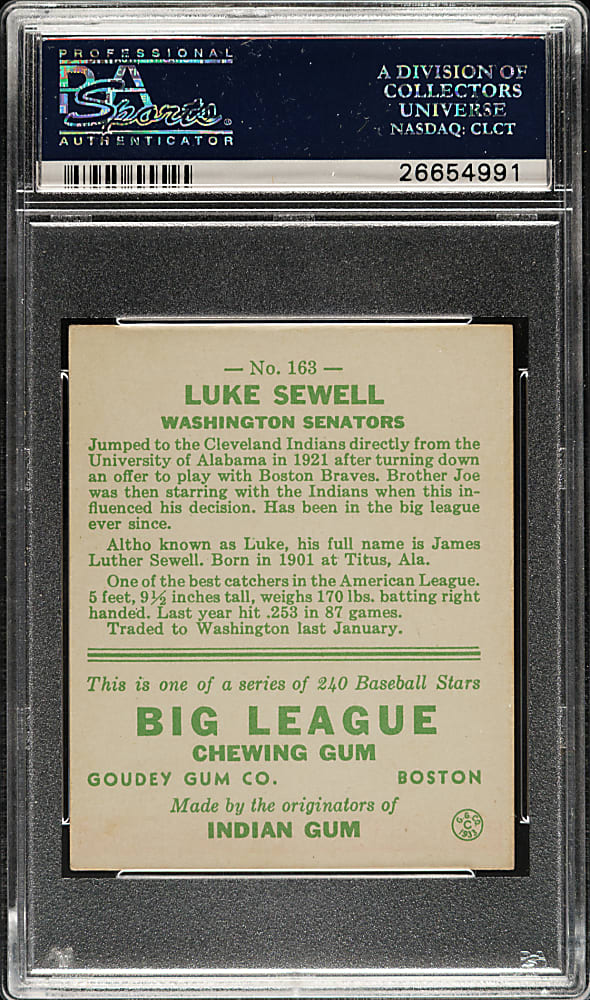 PROFESSIONAL
PSA
Sports®
AUTHENTICATOR
A DIVISION OF
COLLECTORS
UNIVERSE
NASDAQ: CLCT
26654991
— No. 163 —
LUKE SEWELL
WASHINGTON SENATORS
Jumped to the Cleveland Indians directly from the
University of Alabama in 1921 after turning down
an offer to play with Boston Braves. Brother Joe
was then starring with the Indians when this in-
fluenced his decision. Has been in the big league
ever since.
Altho known as Luke, his full name is James
Luther Sewell. Born in 1901 at Titus, Ala.
One of the best catchers in the American League.
5 feet, 9½ inches tall, weighs 170 lbs. batting right
handed. Last year hit .253 in 87 games.
Traded to Washington last January.
This is one of a series of 240 Baseball Stars
BIG LEAGUE
CHEWING GUM
GOUDEY GUM CO. BOSTON
Made by the originators of
INDIAN GUM
G. G. CO.
C
1933
PSA